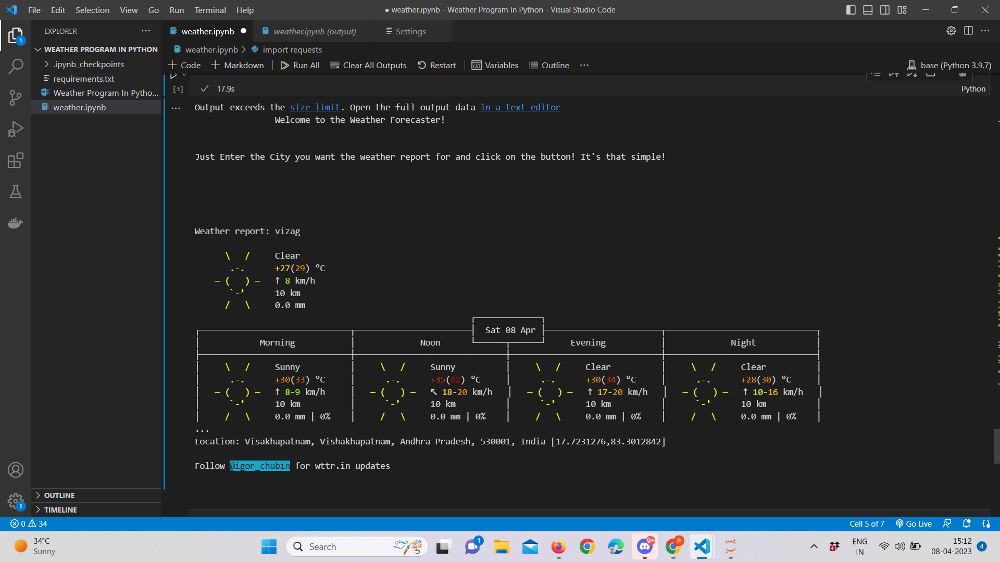 File Edit Selection View Go Run Terminal Help
● weather.ipynb - Weather Program In Python - Visual Studio Code
EXPLORER
weather.ipynb
weather.ipynb (output)
Settings
WEATHER PROGRAM IN PYTHON
.ipynb_checkpoints
requirements.txt
Weather Program In Pytho...
weather.ipynb
weather.ipynb > import requests
+ Code + Markdown Run All Clear All Outputs Restart Variables Outline ...
base (Python 3.9.7)
[3] ✓ 17.9s
Python
Output exceeds the size limit. Open the full output data in a text editor
Welcome to the Weather Forecaster!
Just Enter the City you want the weather report for and click on the button! It's that simple!
Weather report: vizag
Clear
+27(29) °C
↑ 8 km/h
10 km
0.0 mm
Sat 08 Apr
Morning Noon Evening Night
Sunny Sunny Clear Clear
+30(33) °C +35(42) °C +30(34) °C +28(30) °C
↑ 8-9 km/h ↖ 18-20 km/h ↑ 17-20 km/h ↑ 10-16 km/h
10 km 10 km 10 km 10 km
0.0 mm | 0% 0.0 mm | 0% 0.0 mm | 0% 0.0 mm | 0%
...
Location: Visakhapatnam, Vishakhapatnam, Andhra Pradesh, 530001, India [17.7231276,83.3012842]
Follow @igor_chubin for wttr.in updates
OUTLINE
TIMELINE
1
1
0 34
Cell 5 of 7 Go Live
34°C
Sunny
Search
1
9+
R
4
ENG
IN
15:12
08-04-2023
4